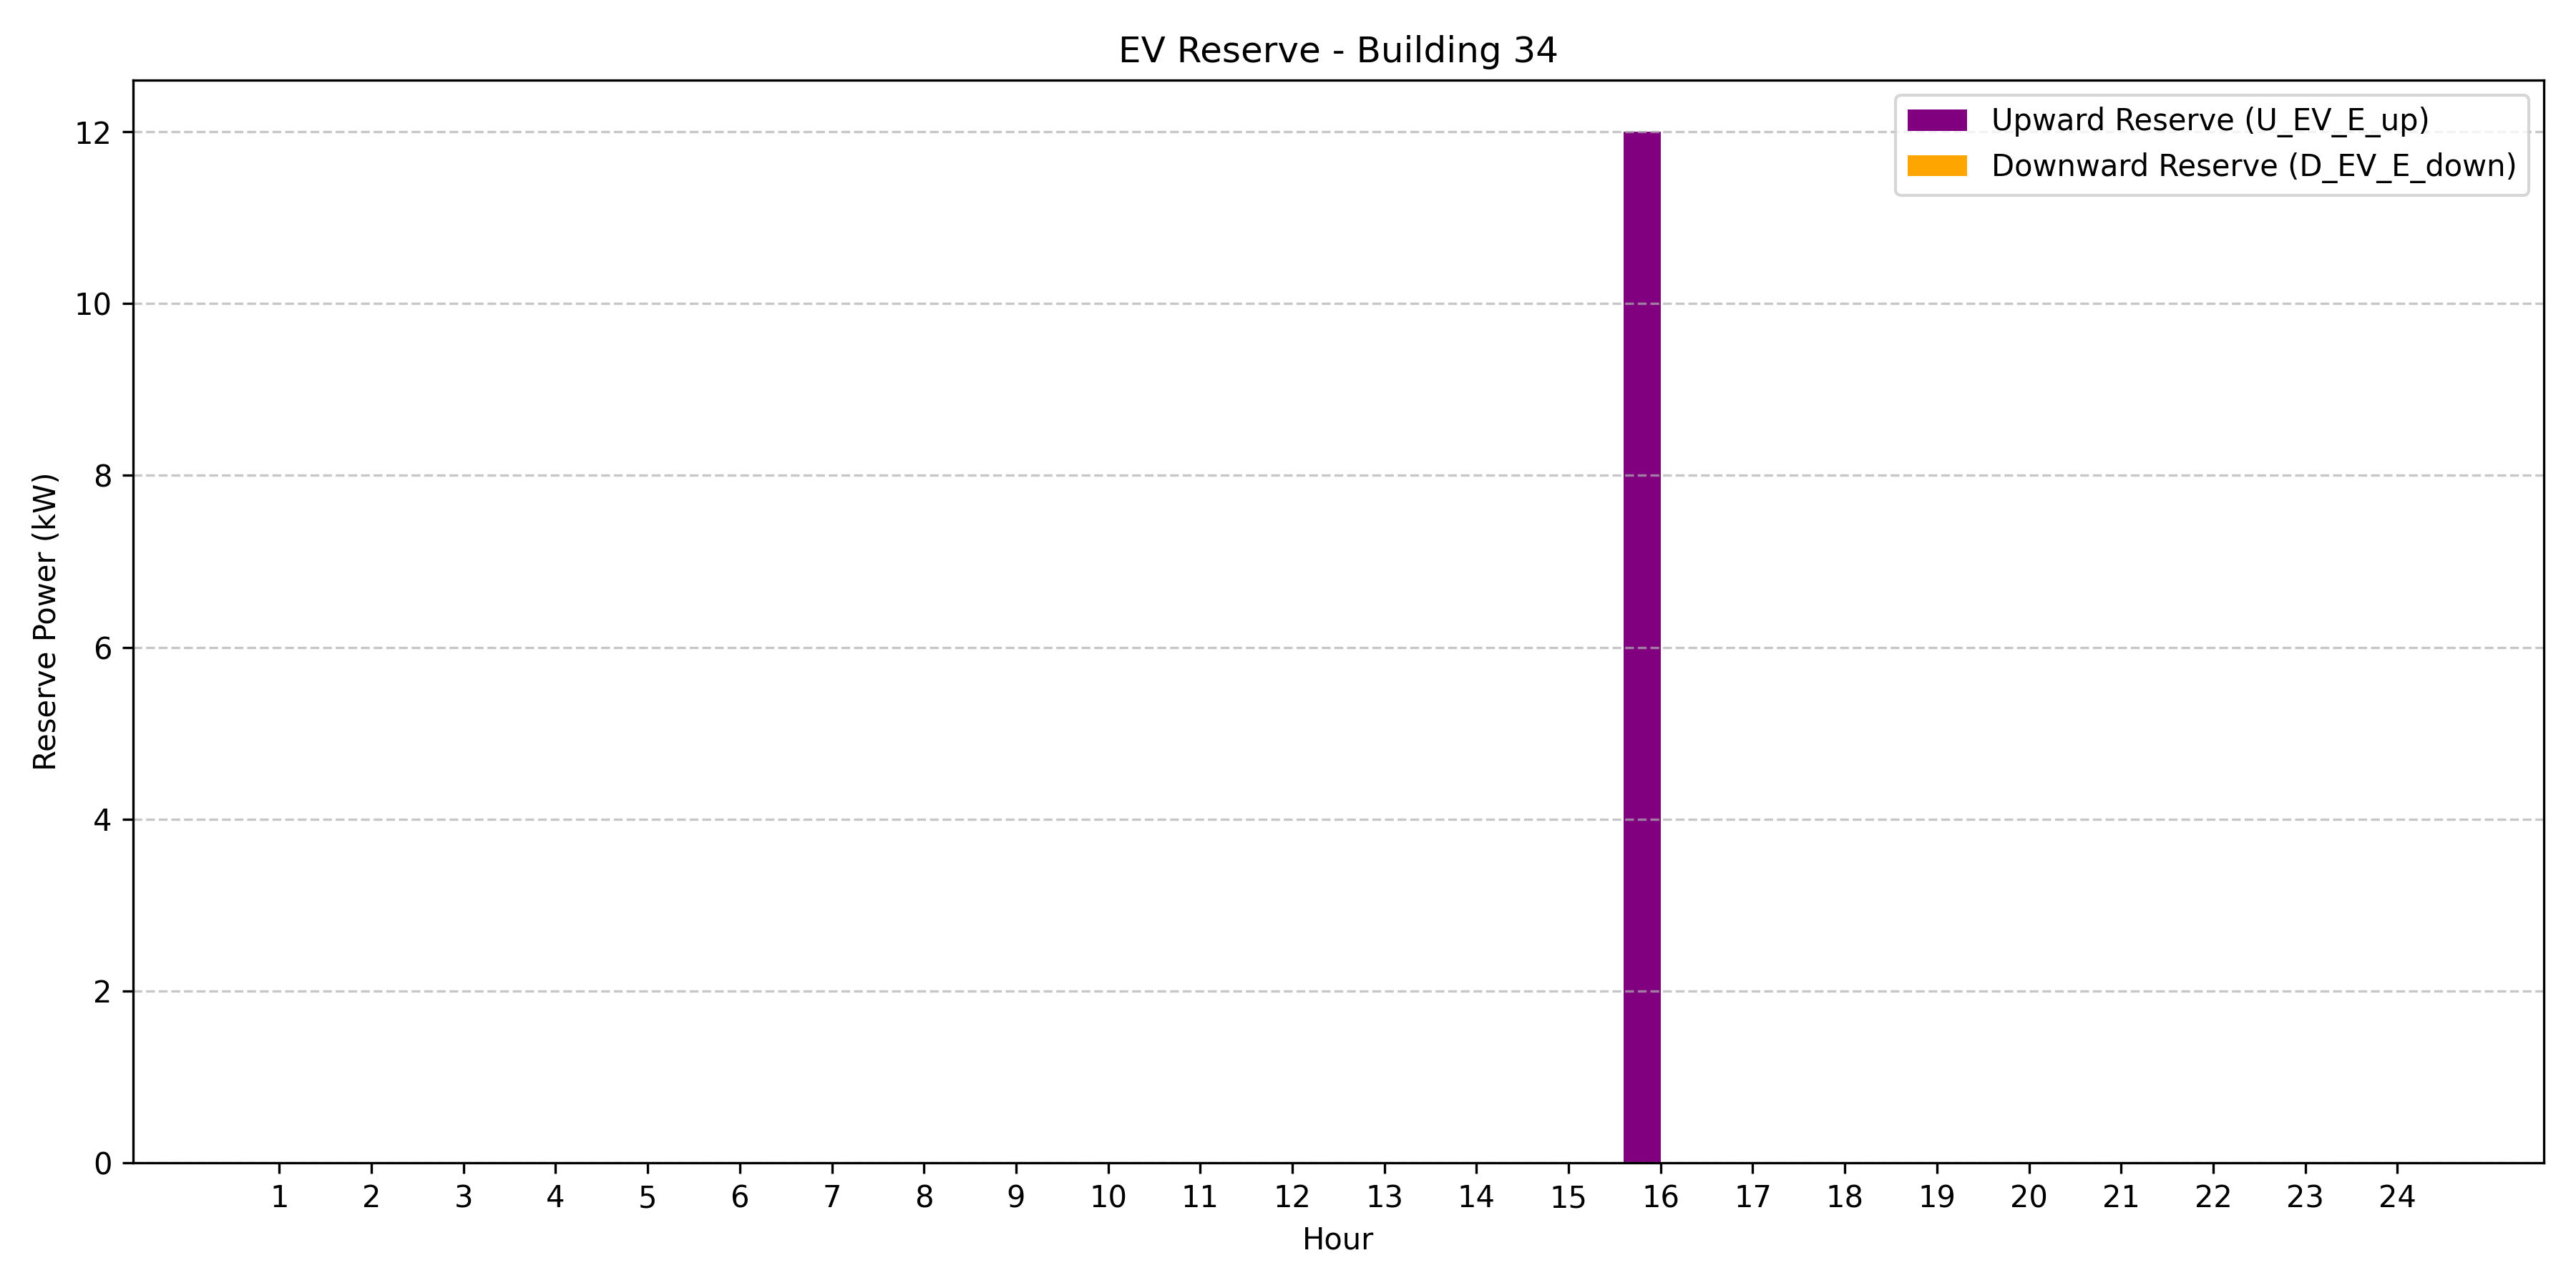 EV Reserve - Building 34
Upward Reserve (U_EV_E_up)
Downward Reserve (D_EV_E_down)
Reserve Power (kW)
12
10
8
6
4
2
0
1 2 3 4 5 6 7 8 9 10 11 12 13 14 15 16 17 18 19 20 21 22 23 24
Hour